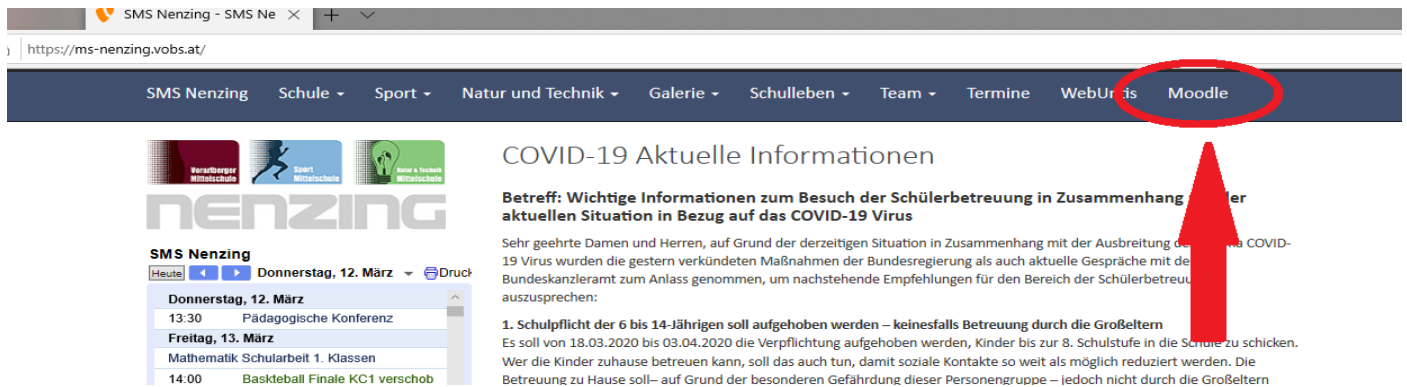 SMS Nenzing - SMS Ne
https://ms-nenzing.vobs.at/
SMS Nenzing Schule Sport Natur und Technik Galerie Schulleben Team Termine WebUntis Moodle
Vorarlberger Mittelschule
Sport Mittelschule
Natur & Technik Mittelschule
nenzing
SMS Nenzing
Heute Donnerstag, 12. März Druck
Donnerstag, 12. März
13:30 Pädagogische Konferenz
Freitag, 13. März
Mathematik Schularbeit 1. Klassen
14:00 Baskteball Finale KC1 verschob
COVID-19 Aktuelle Informationen
Betreff: Wichtige Informationen zum Besuch der Schülerbetreuung in Zusammenhang der
aktuellen Situation in Bezug auf das COVID-19 Virus
Sehr geehrte Damen und Herren, auf Grund der derzeitigen Situation in Zusammenhang mit der Ausbreitung COVID-
19 Virus wurden die gestern verkündeten Maßnahmen der Bundesregierung als auch aktuelle Gespräche mit de
Bundeskanzleramt zum Anlass genommen, um nachstehende Empfehlungen für den Bereich der Schülerbetreuu
auszusprechen:
1. Schulpflicht der 6 bis 14-Jährigen soll aufgehoben werden – keinesfalls Betreuung durch die Großeltern
Es soll von 18.03.2020 bis 03.04.2020 die Verpflichtung aufgehoben werden, Kinder bis zur 8. Schulstufe in die Schule zu schicken.
Wer die Kinder zuhause betreuen kann, soll das auch tun, damit soziale Kontakte so weit als möglich reduziert werden. Die
Betreuung zu Hause soll– auf Grund der besonderen Gefährdung dieser Personengruppe – jedoch nicht durch die Großeltern